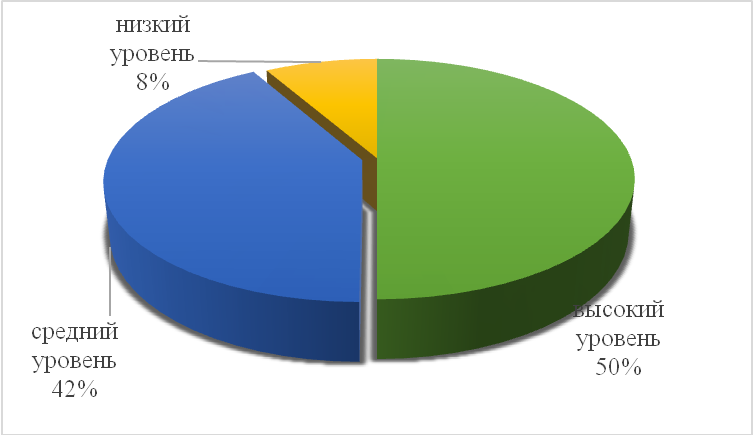 низкий
уровень
8%
средний
уровень
42%
высокий
уровень
50%